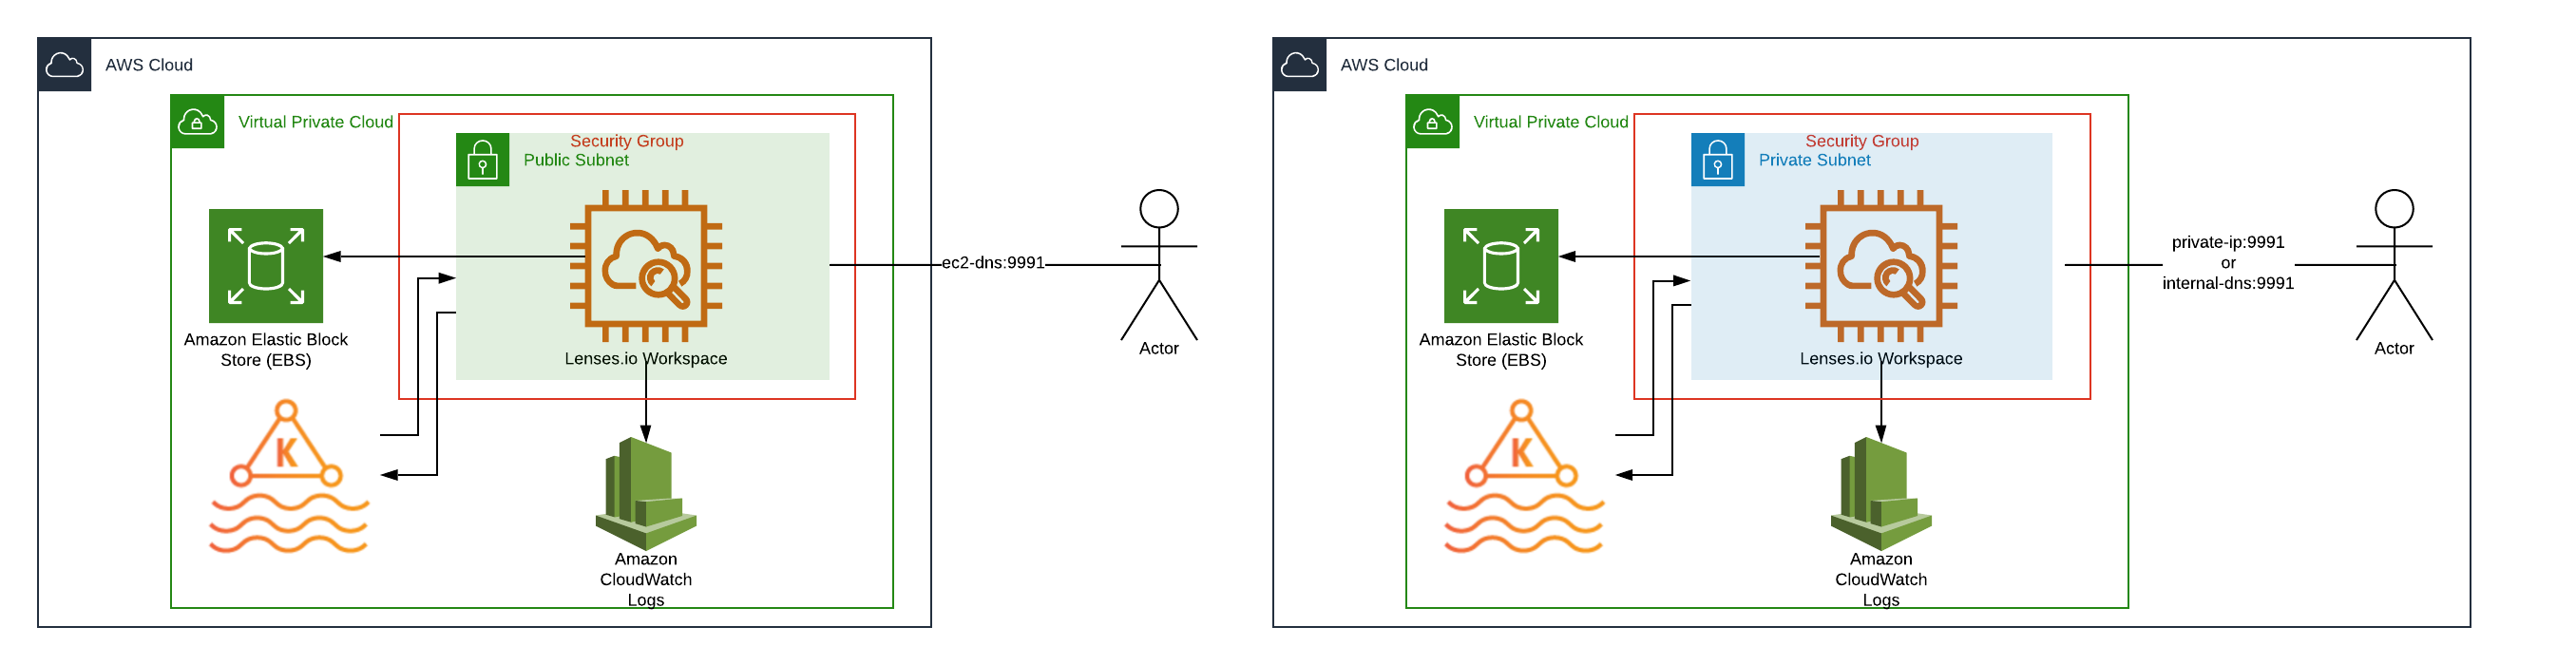 AWS Cloud
Virtual Private Cloud
Security Group
Public Subnet
Amazon Elastic Block
Store (EBS)
Lenses.io Workspace
K
Amazon
CloudWatch
Logs
ec2-dns:9991
Actor
AWS Cloud
Virtual Private Cloud
Security Group
Private Subnet
Amazon Elastic Block
Store (EBS)
Lenses.io Workspace
K
Amazon
CloudWatch
Logs
private-ip:9991
or
internal-dns:9991
Actor